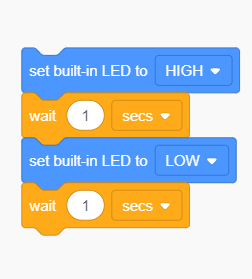 set built-in LED to HIGH
wait 1 secs
set built-in LED to LOW
wait 1 secs